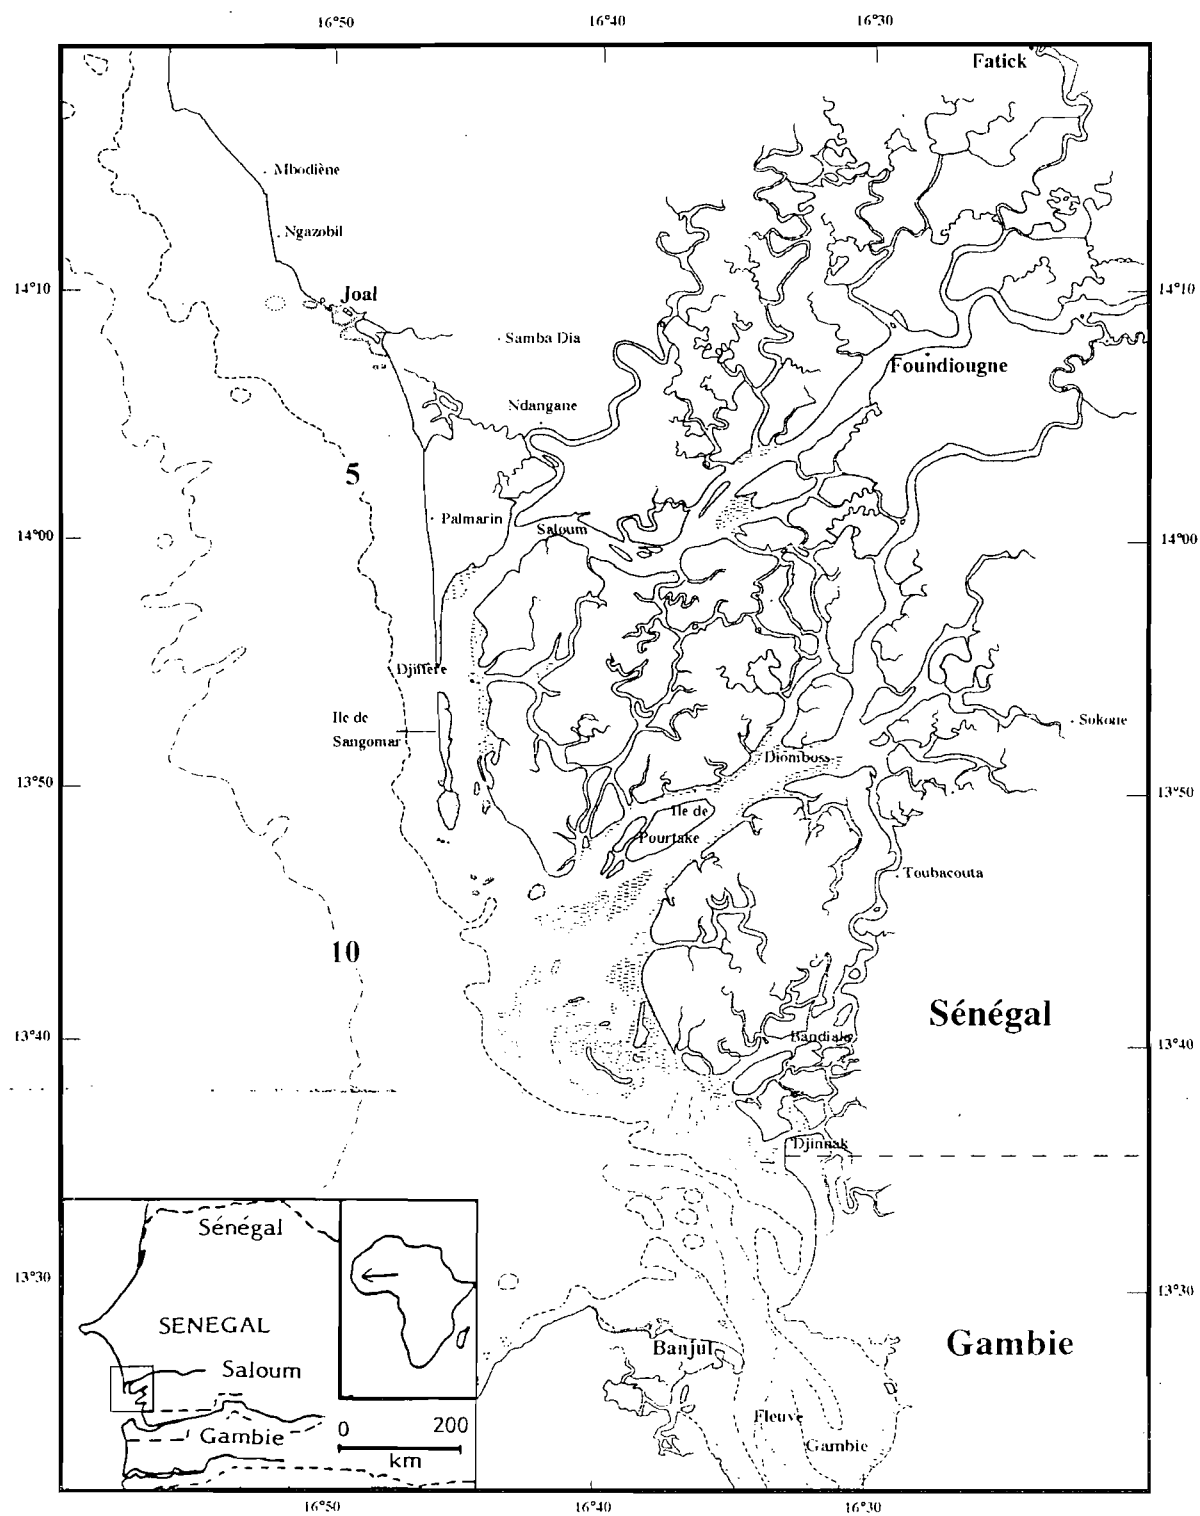 16°50
16°40
16°30
Fatick
Mbodiène
Ngazobil
14°10
Joal
14°10
Samba Dia
Foundiougne
Ndangane
5
Palmarin
Saloum
14°00
14°00
Djiffere
Ile de
Sangomar
Sokone
Diomboss
13°50
13°50
Ile de
Pourtake
Toubacouta
10
Sénégal
Bandiala
13°40
13°40
Djinnak
Sénégal
13°30
13°30
SENEGAL
Gambie
Banjul
Saloum
Fleuve
Gambie
Gambie
0 200
km
16°50
16°40
16°30